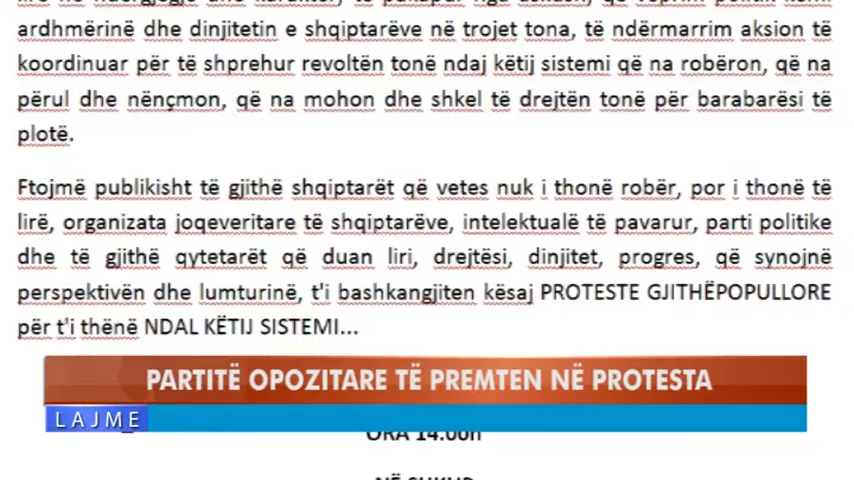 ardhmërinë dhe dinjitetin e shqiptarëve në trojet tona, të ndërmarrim aksion të
koordinuar për të shprehur revoltën tonë ndaj këtij sistemi që na robëron, që na
përul dhe nënçmon, që na mohon dhe shkel të drejtën tonë për barabarësi të
plotë.
Ftojmë publikisht të gjithë shqiptarët që vetes nuk i thonë robër, por i thonë të
lirë, organizata joqeveritare të shqiptarëve, intelektualë të pavarur, parti politike
dhe të gjithë qytetarët që duan liri, drejtësi, dinjitet, progres, që synojnë
perspektivën dhe lumturinë, t'i bashkangjiten kësaj PROTESTE GJITHËPOPULLORE
për t'i thënë NDAL KËTIJ SISTEMI...
PARTITË OPOZITARE TË PREMTEN NË PROTESTA
LAJME
ORA 14.00h